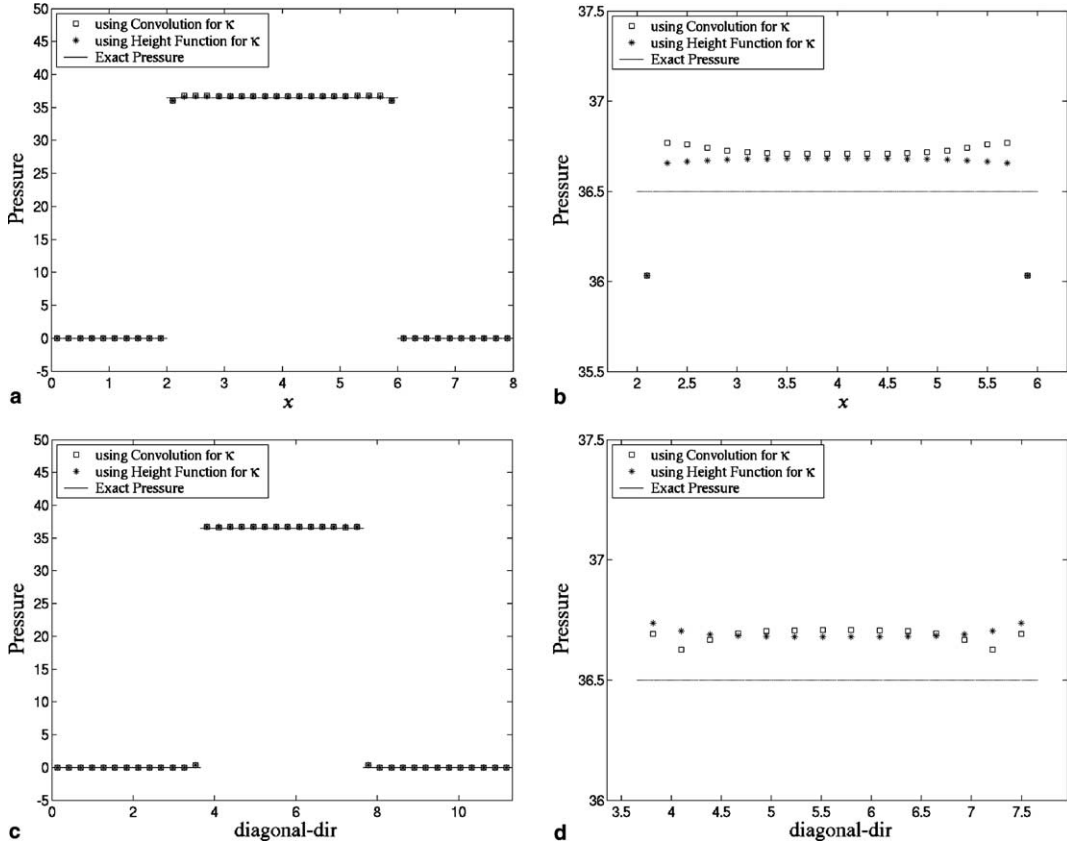 50
45
40
35
30
25
20
15
10
5
0
-5
Pressure
using Convolution for κ
using Height Function for κ
Exact Pressure
0 1 2 3 4 5 6 7 8
x
a
37.5
37
36.5
36
35.5
Pressure
using Convolution for κ
using Height Function for κ
Exact Pressure
2 2.5 3 3.5 4 4.5 5 5.5 6
x
b
50
45
40
35
30
25
20
15
10
5
0
-5
Pressure
using Convolution for κ
using Height Function for κ
Exact Pressure
0 2 4 6 8 10
diagonal-dir
c
37.5
37
36.5
36
Pressure
using Convolution for κ
using Height Function for κ
Exact Pressure
3.5 4 4.5 5 5.5 6 6.5 7 7.5
diagonal-dir
d